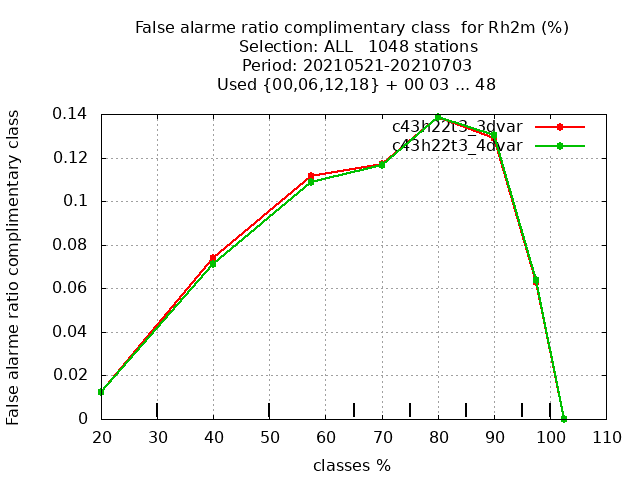 False alarme ratio complimentary class  for Rh2m (%)
Selection: ALL   1048 stations
Period: 20210521-20210703
Used {00,06,12,18} + 00 03 ... 48
False alarme ratio complimentary class
0.14
0.12
0.1
0.08
0.06
0.04
0.02
0
c43h22t3_3dvar
c43h22t3_4dvar
20 30 40 50 60 70 80 90 100 110
classes %